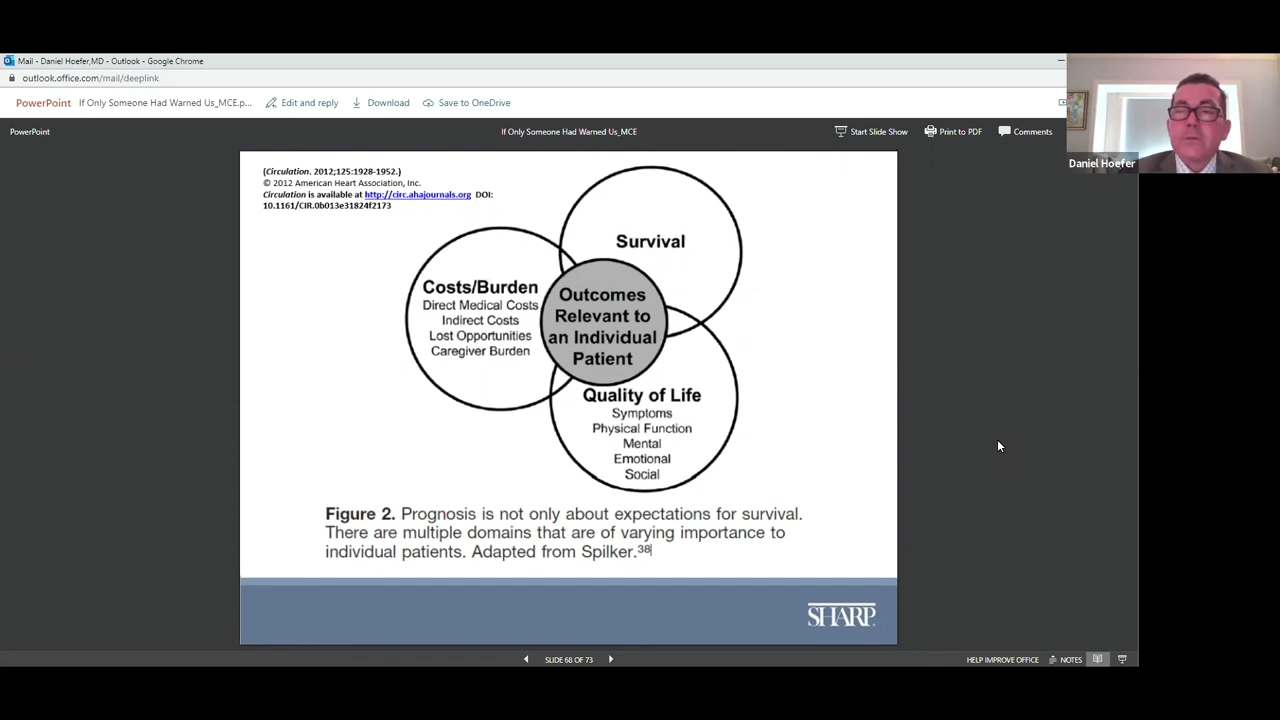 Mail - Daniel Hoefer,MD - Outlook - Google Chrome
outlook.office.com/mail/deeplink
PowerPoint
If Only Someone Had Warned Us_MCE.p...
Edit and reply
Download
Save to OneDrive
PowerPoint
If Only Someone Had Warned Us_MCE
Start Slide Show
Print to PDF
Comments
Daniel Hoefer
(Circulation. 2012;125:1928-1952.)
© 2012 American Heart Association, Inc.
Circulation is available at http://circ.ahajournals.org DOI:
10.1161/CIR.0b013e31824f2173
Survival
Costs/Burden
Direct Medical Costs
Indirect Costs
Lost Opportunities
Caregiver Burden
Outcomes
Relevant to
an Individual
Patient
Quality of Life
Symptoms
Physical Function
Mental
Emotional
Social
Figure 2. Prognosis is not only about expectations for survival.
There are multiple domains that are of varying importance to
individual patients. Adapted from Spilker.38
SHARP
SLIDE 68 OF 73
HELP IMPROVE OFFICE
NOTES